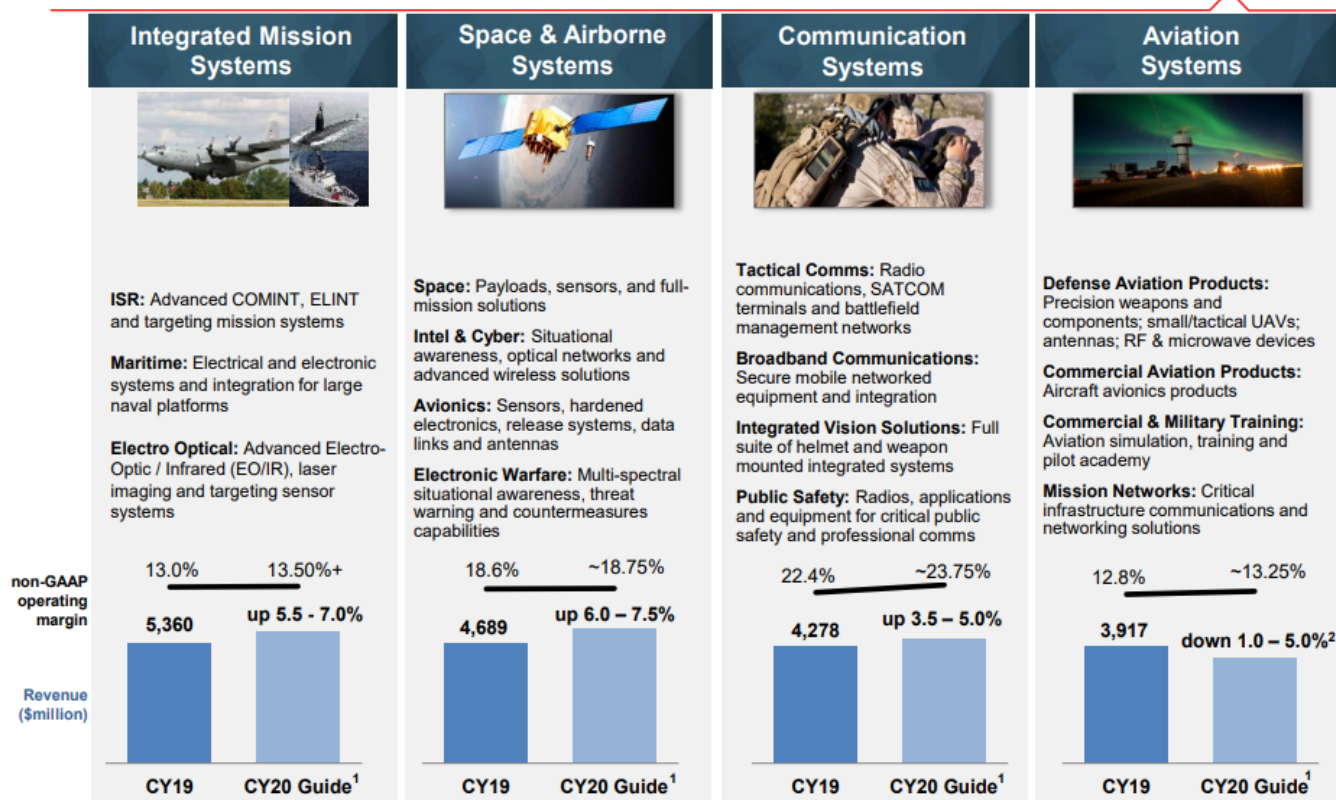 Integrated Mission
Systems
ISR: Advanced COMINT, ELINT
and targeting mission systems
Maritime: Electrical and electronic
systems and integration for large
naval platforms
Electro Optical: Advanced Electro-
Optic / Infrared (EO/IR), laser
imaging and targeting sensor
systems
Space & Airborne
Systems
Space: Payloads, sensors, and full-
mission solutions
Intel & Cyber: Situational
awareness, optical networks and
advanced wireless solutions
Avionics: Sensors, hardened
electronics, release systems, data
links and antennas
Electronic Warfare: Multi-spectral
situational awareness, threat
warning and countermeasures
capabilities
Communication
Systems
Tactical Comms: Radio
communications, SATCOM
terminals and battlefield
management networks
Broadband Communications:
Secure mobile networked
equipment and integration
Integrated Vision Solutions: Full
suite of helmet and weapon
mounted integrated systems
Public Safety: Radios, applications
and equipment for critical public
safety and professional comms
Aviation
Systems
Defense Aviation Products:
Precision weapons and
components; small/tactical UAVs;
antennas; RF & microwave devices
Commercial Aviation Products:
Aircraft avionics products
Commercial & Military Training:
Aviation simulation, training and
pilot academy
Mission Networks: Critical
infrastructure communications and
networking solutions
non-GAAP
operating
margin
13.0% 13.50%+
18.6% ~18.75%
22.4% ~23.75%
12.8% ~13.25%
Revenue
($million)
5,360 up 5.5 - 7.0%
4,689 up 6.0 – 7.5%
4,278 up 3.5 – 5.0%
3,917 down 1.0 – 5.0%²
CY19 CY20 Guide¹
CY19 CY20 Guide¹
CY19 CY20 Guide¹
CY19 CY20 Guide¹